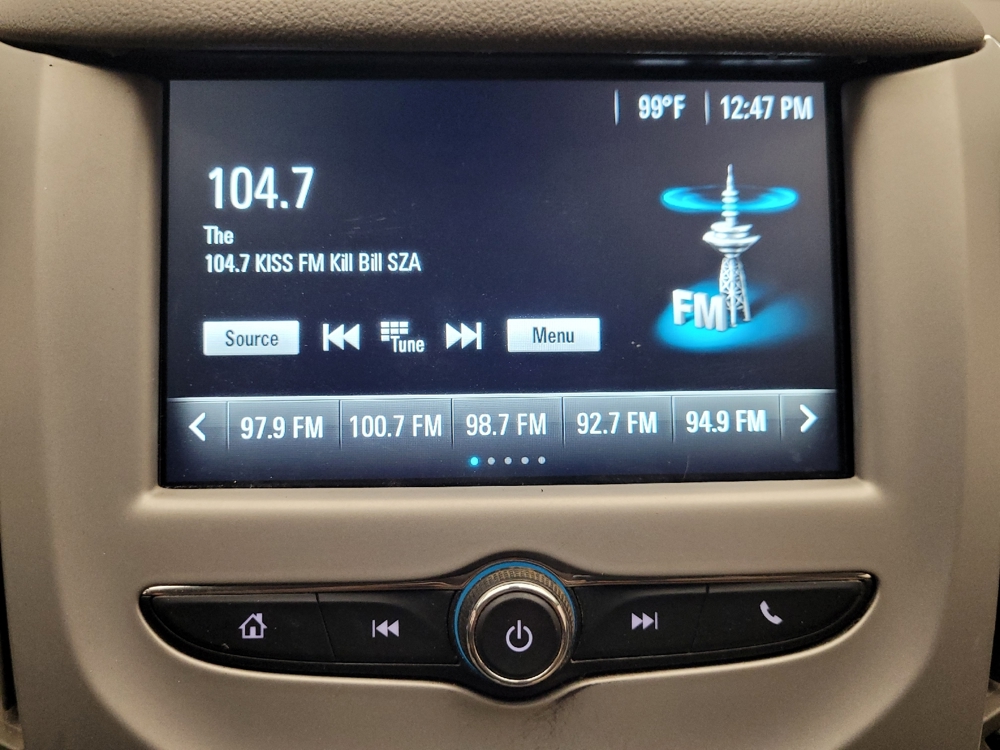 99°F 12:47 PM
104.7
The
104.7 KISS FM Kill Bill SZA
FM
Source Tune Menu
97.9 FM 100.7 FM 98.7 FM 92.7 FM 94.9 FM